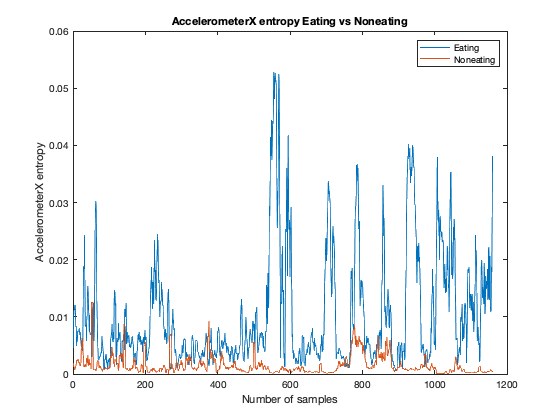 AccelerometerX entropy Eating vs Noneating
0.06
0.05
0.04
0.03
0.02
0.01
0
AccelerometerX entropy
Eating
Noneating
0 200 400 600 800 1000 1200
Number of samples